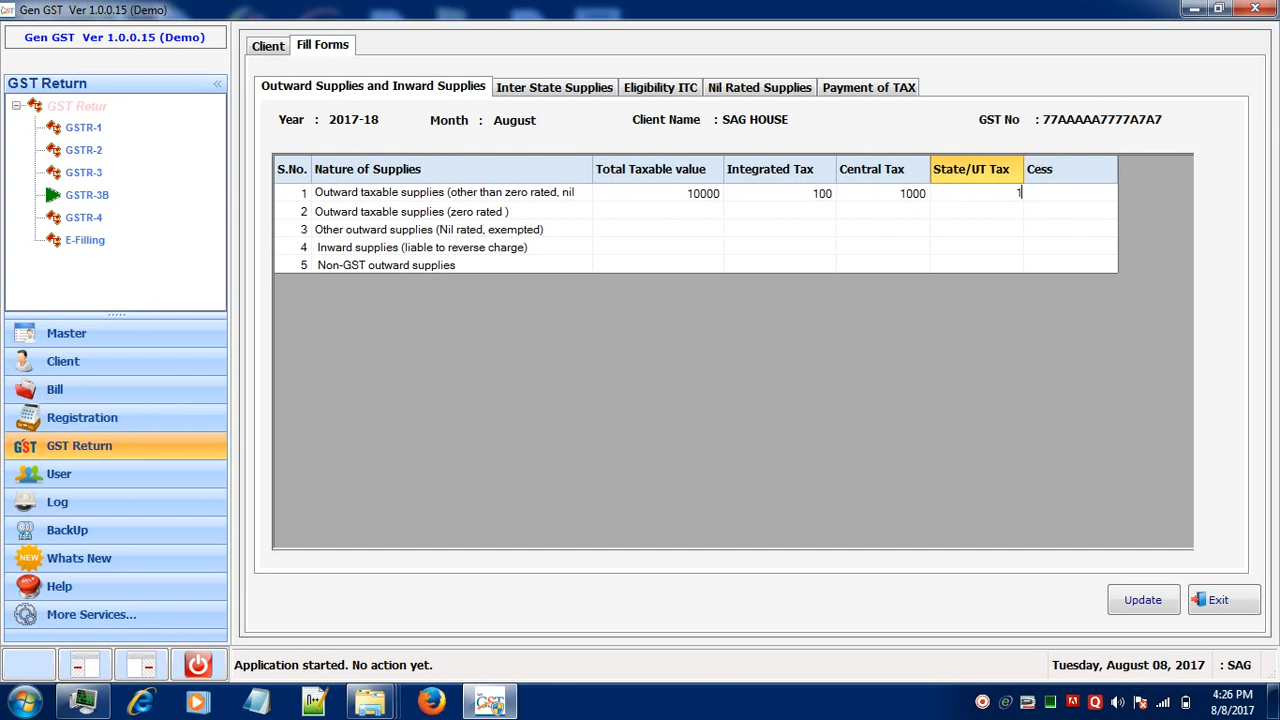 Gen GST Ver 1.0.0.15 (Demo)
Gen GST Ver 1.0.0.15 (Demo)
GST Return
GST Retur
GSTR-1
GSTR-2
GSTR-3
GSTR-3B
GSTR-4
E-Filling
Master
Client
Bill
Registration
GST GST Return
User
Log
BackUp
NEW Whats New
Help
More Services...
Client Fill Forms
Outward Supplies and Inward Supplies Inter State Supplies Eligibility ITC Nil Rated Supplies Payment of TAX
Year : 2017-18 Month : August Client Name : SAG HOUSE GST No : 77AAAAA7777A7A7
S.No. Nature of Supplies Total Taxable value Integrated Tax Central Tax State/UT Tax Cess
1 Outward taxable supplies (other than zero rated, nil 10000 100 1000 1
2 Outward taxable supplies (zero rated )
3 Other outward supplies (Nil rated, exempted)
4 Inward supplies (liable to reverse charge)
5 Non-GST outward supplies
Update Exit
Application started. No action yet. Tuesday, August 08, 2017 : SAG
4:26 PM
8/8/2017